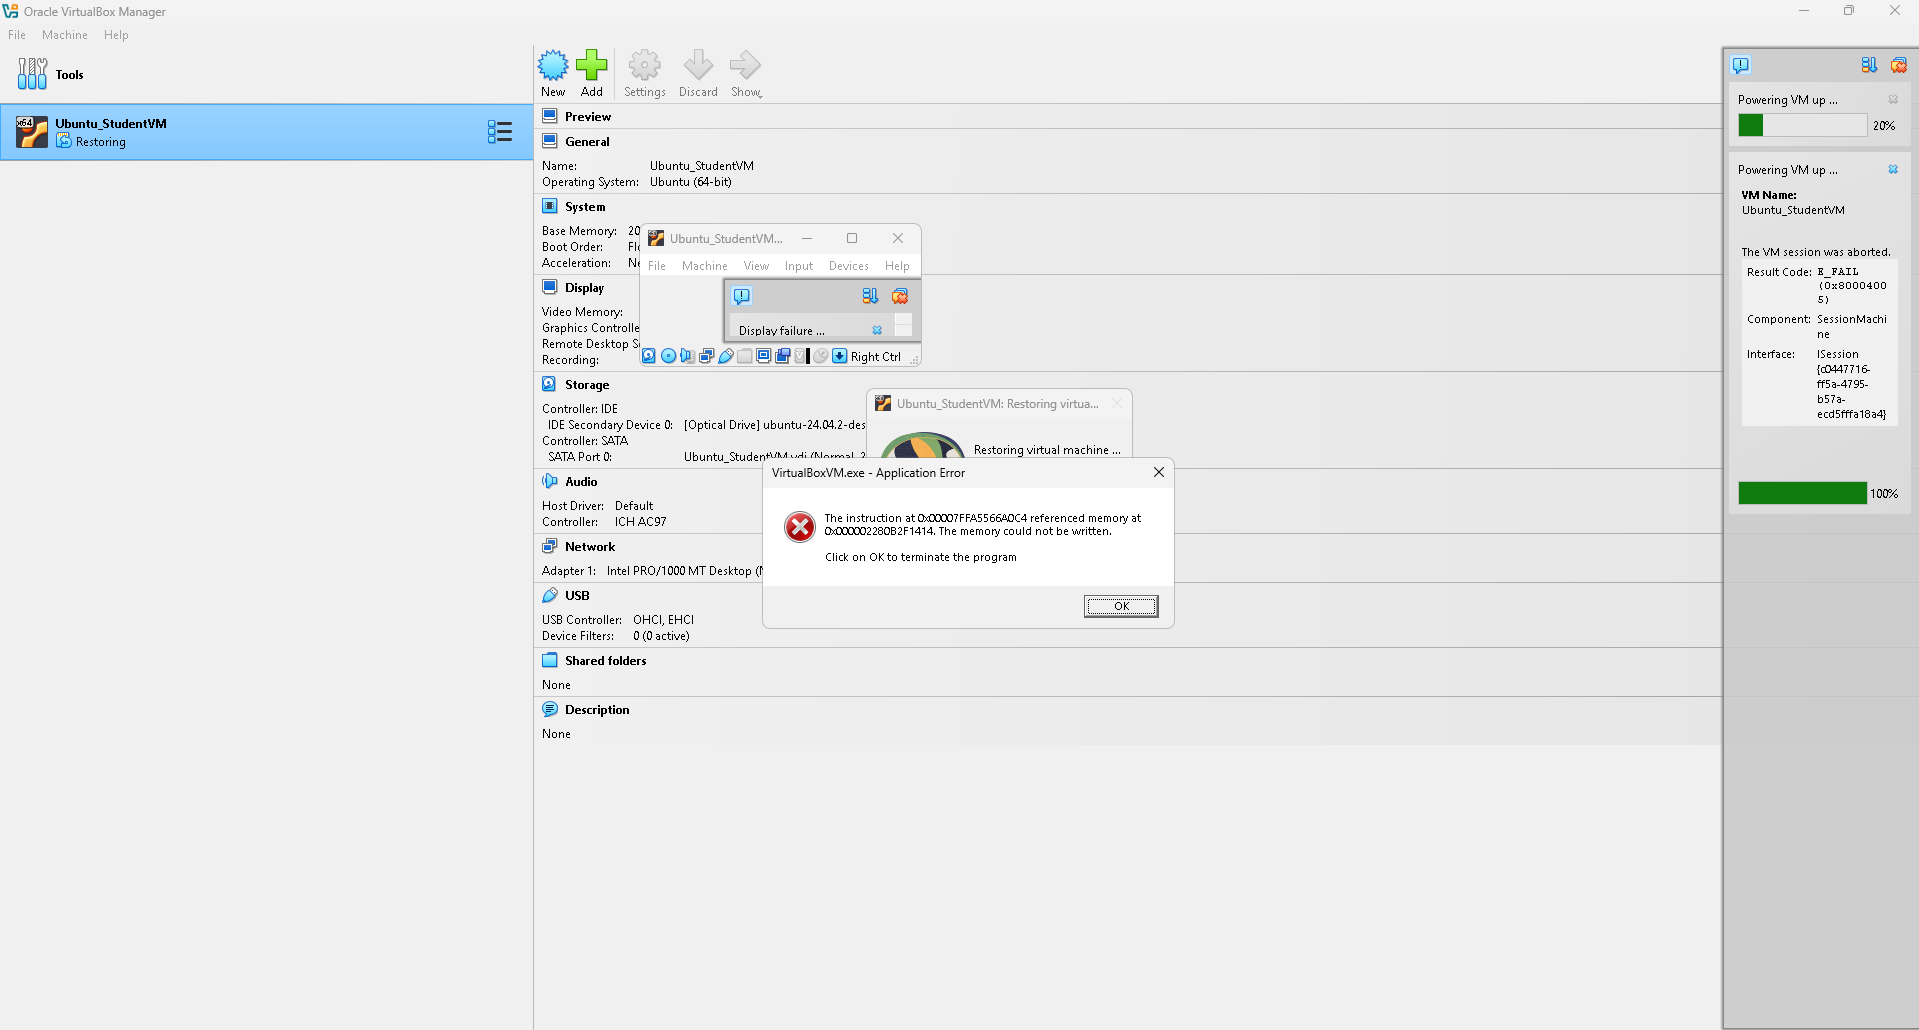 Oracle VirtualBox Manager
File Machine Help
Tools
x64
Ubuntu_StudentVM
Restoring
New Add Settings Discard Show
Preview
General
Name: Ubuntu_StudentVM
Operating System: Ubuntu (64-bit)
System
Base Memory: 20
Boot Order: Flo
Acceleration: Ne
Display
Video Memory:
Graphics Controlle
Remote Desktop S
Recording:
Storage
Controller: IDE
IDE Secondary Device 0: [Optical Drive] ubuntu-24.04.2-des
Controller: SATA
SATA Port 0: Ubuntu_StudentVM.vdi (Normal, 2
Audio
Host Driver: Default
Controller: ICH AC97
Network
Adapter 1: Intel PRO/1000 MT Desktop (N
USB
USB Controller: OHCI, EHCI
Device Filters: 0 (0 active)
Shared folders
None
Description
None
Ubuntu_StudentVM...
File Machine View Input Devices Help
Display failure ...
Right Ctrl
Ubuntu_StudentVM: Restoring virtua...
Restoring virtual machine ...
VirtualBoxVM.exe - Application Error
The instruction at 0x00007FFA5566A0C4 referenced memory at
0x000002280B2F1414. The memory could not be written.
Click on OK to terminate the program
OK
Powering VM up ...
20%
Powering VM up ...
VM Name:
Ubuntu_StudentVM
The VM session was aborted.
Result Code: E_FAIL
(0x8000400
5)
Component: SessionMachi
ne
Interface: ISession
{c0447716-
ff5a-4795-
b57a-
ecd5fffa18a4}
100%